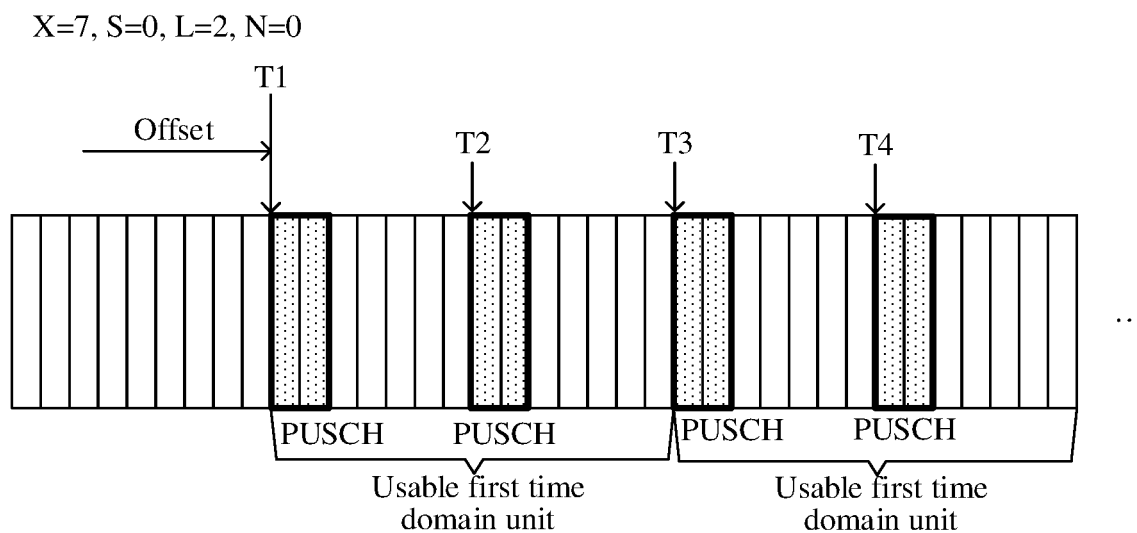 X=7, S=0, L=2, N=0
T1
Offset
T2
T3
T4
..
PUSCH
PUSCH
PUSCH
PUSCH
Usable first time
domain unit
Usable first time
domain unit